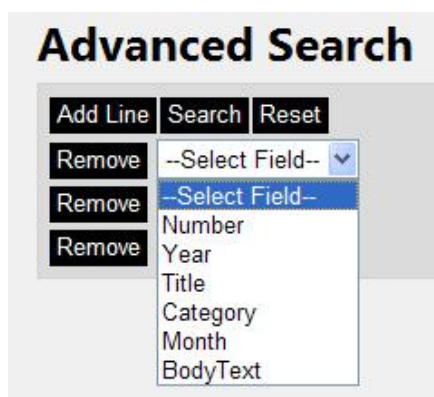 Advanced Search
Add Line Search Reset
Remove --Select Field--
Remove --Select Field--
Number
Remove
Year
Title
Category
Month
BodyText